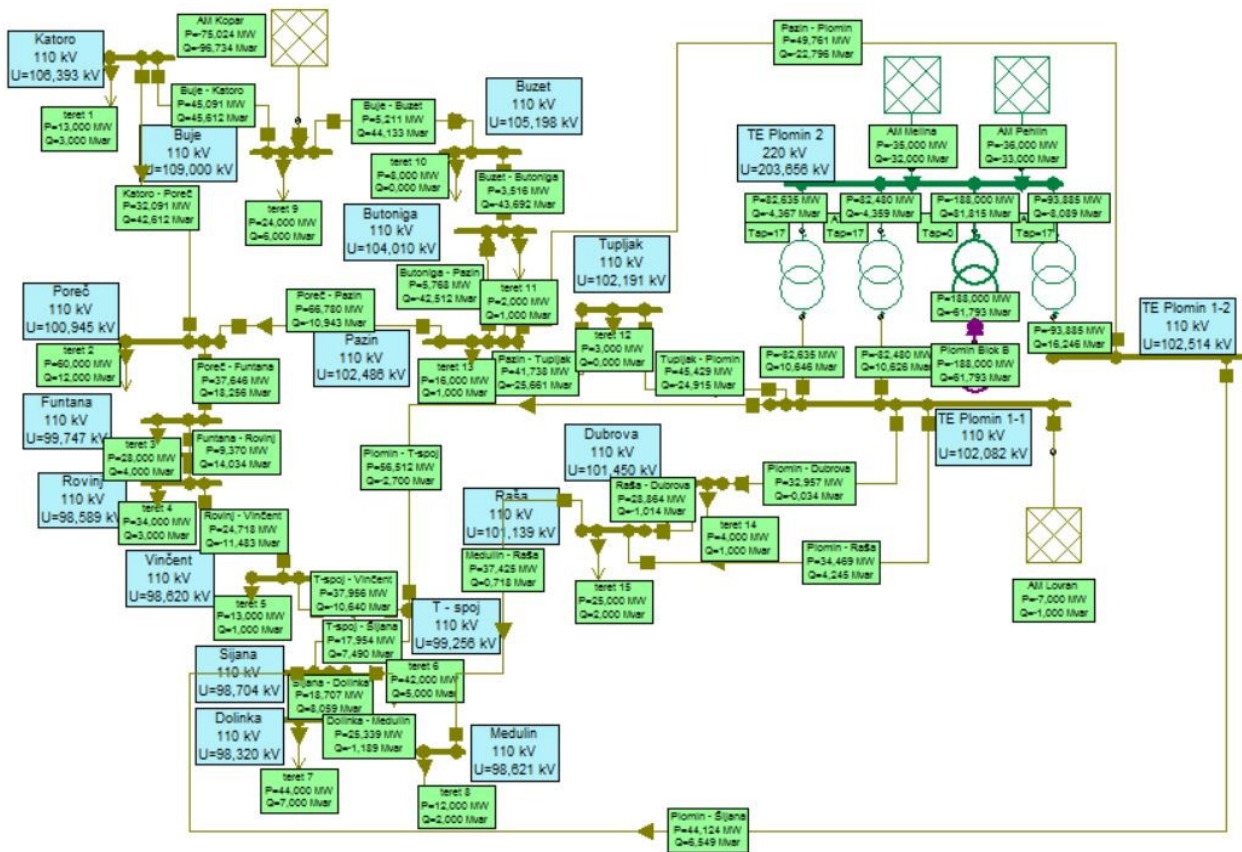 AM Kopar
P=-75,024 MW
Q=-96,734 Mvar
Katoro
110 kV
U=106,393 kV
teret 1
P=13,000 MW
Q=3,000 Mvar
Buje - Katoro
P=45,091 MW
Q=45,612 Mvar
Buje
110 kV
U=109,000 kV
Buje - Buzet
P=5,211 MW
Q=44,133 Mvar
Buzet
110 kV
U=105,198 kV
Pazin - Plomin
P=49,761 MW
Q=-22,796 Mvar
AM Melina
P=-35,000 MW
Q=-32,000 Mvar
AM Pehlin
P=-36,000 MW
Q=-33,000 Mvar
TE Plomin 2
220 kV
U=203,656 kV
Katoro - Poreč
P=32,091 MW
Q=42,612 Mvar
teret 9
P=24,000 MW
Q=6,000 Mvar
teret 10
P=8,000 MW
Q=0,000 Mvar
Buzet - Butoniga
P=3,516 MW
Q=-43,692 Mvar
Butoniga
110 kV
U=104,010 kV
Butoniga - Pazin
P=5,768 MW
Q=-42,512 Mvar
teret 11
P=2,000 MW
Q=1,000 Mvar
Tupljak
110 kV
U=102,191 kV
P=82,635 MW
Q=-4,367 Mvar
Tap=17
P=82,480 MW
Q=-4,359 Mvar
Tap=17
P=-188,000 MW
Q=81,815 Mvar
Tap=0
P=93,885 MW
Q=-8,089 Mvar
Tap=17
Poreč
110 kV
U=100,945 kV
teret 2
P=60,000 MW
Q=12,000 Mvar
Poreč - Pazin
P=66,780 MW
Q=-10,943 Mvar
Pazin
110 kV
U=102,486 kV
teret 13
P=16,000 MW
Q=1,000 Mvar
Pazin - Tupljak
P=41,738 MW
Q=-25,661 Mvar
teret 12
P=3,000 MW
Q=0,000 Mvar
Tupljak - Plomin
P=45,429 MW
Q=-24,915 Mvar
P=-82,635 MW
Q=10,646 Mvar
P=-82,480 MW
Q=10,626 Mvar
P=188,000 MW
Q=-61,793 Mvar
Plomin Blok B
P=188,000 MW
Q=61,793 Mvar
P=-93,885 MW
Q=16,246 Mvar
TE Plomin 1-2
110 kV
U=102,514 kV
Poreč - Funtana
P=37,646 MW
Q=18,256 Mvar
Funtana
110 kV
U=99,747 kV
teret 3
P=28,000 MW
Q=4,000 Mvar
Funtana - Rovinj
P=9,370 MW
Q=14,034 Mvar
Plomin - T-spoj
P=56,512 MW
Q=-2,700 Mvar
Dubrova
110 kV
U=101,450 kV
Plomin - Dubrova
P=32,957 MW
Q=-0,034 Mvar
TE Plomin 1-1
110 kV
U=102,082 kV
Rovinj
110 kV
U=98,589 kV
teret 4
P=34,000 MW
Q=3,000 Mvar
Rovinj - Vinčent
P=24,718 MW
Q=-11,483 Mvar
Raša
110 kV
U=101,139 kV
Raša - Dubrova
P=28,864 MW
Q=-1,014 Mvar
teret 14
P=4,000 MW
Q=1,000 Mvar
Plomin - Raša
P=34,469 MW
Q=4,245 Mvar
Medulin - Raša
P=37,425 MW
Q=0,718 Mvar
teret 15
P=25,000 MW
Q=2,000 Mvar
AM Lovran
P=-7,000 MW
Q=-1,000 Mvar
Vinčent
110 kV
U=98,620 kV
teret 5
P=13,000 MW
Q=1,000 Mvar
T-spoj - Vinčent
P=37,956 MW
Q=-10,640 Mvar
T - spoj
110 kV
U=99,256 kV
T-spoj - Šijana
P=17,954 MW
Q=7,490 Mvar
Šijana
110 kV
U=98,704 kV
teret 6
P=42,000 MW
Q=5,000 Mvar
Šijana - Dolinka
P=18,707 MW
Q=8,059 Mvar
Dolinka
110 kV
U=98,320 kV
Dolinka - Medulin
P=25,339 MW
Q=-1,189 Mvar
Medulin
110 kV
U=98,621 kV
teret 7
P=44,000 MW
Q=7,000 Mvar
teret 8
P=12,000 MW
Q=2,000 Mvar
Plomin - Šijana
P=44,124 MW
Q=6,549 Mvar